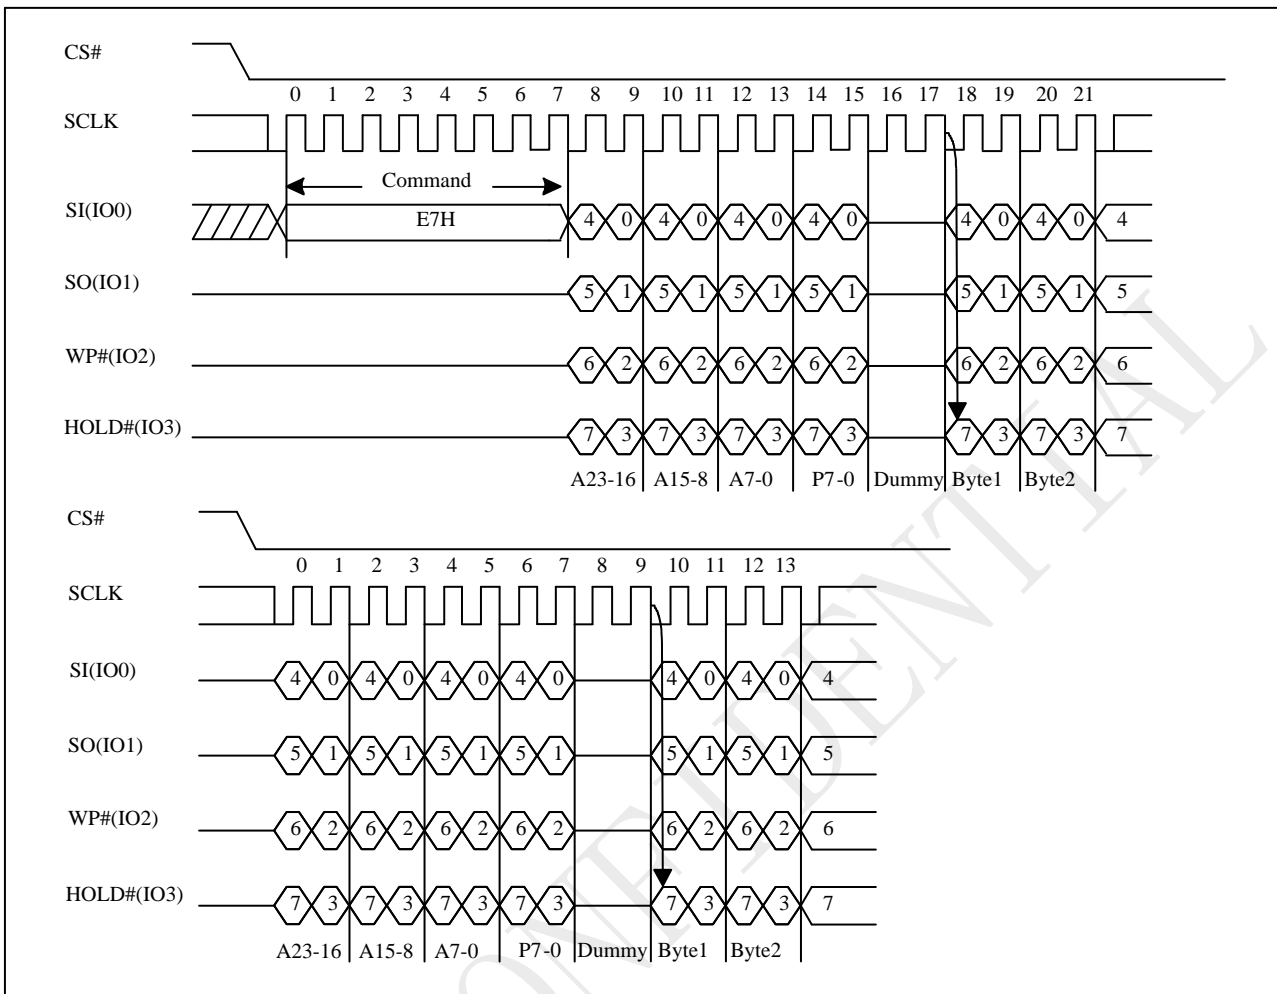 CS#
0 1 2 3 4 5 6 7 8 9 10 11 12 13 14 15 16 17 18 19 20 21
SCLK
Command
SI(IO0) E7H 4 0 4 0 4 0 4 0 4 0 4 0 4
SO(IO1) 5 1 5 1 5 1 5 1 5 1 5 1 5
WP#(IO2) 6 2 6 2 6 2 6 2 6 2 6 2 6
HOLD#(IO3) 7 3 7 3 7 3 7 3 7 3 7 3 7
A23-16 A15-8 A7-0 P7-0 Dummy Byte1 Byte2
CS#
0 1 2 3 4 5 6 7 8 9 10 11 12 13
SCLK
SI(IO0) 4 0 4 0 4 0 4 0 4 0 4 0 4
SO(IO1) 5 1 5 1 5 1 5 1 5 1 5 1 5
WP#(IO2) 6 2 6 2 6 2 6 2 6 2 6 2 6
HOLD#(IO3) 7 3 7 3 7 3 7 3 7 3 7 3 7
A23-16 A15-8 A7-0 P7-0 Dummy Byte1 Byte2
ONFIDENTIAL